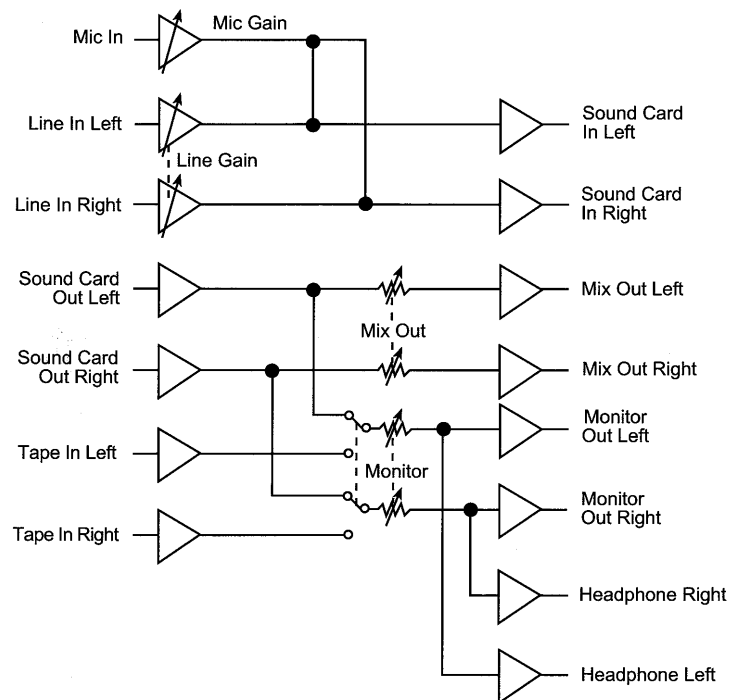 Mic In
Mic Gain
Line In Left
Sound Card
In Left
Line Gain
Line In Right
Sound Card
In Right
Sound Card
Out Left
Mix Out Left
Mix Out
Sound Card
Out Right
Mix Out Right
Monitor
Out Left
Tape In Left
Monitor
Monitor
Out Right
Tape In Right
Headphone Right
Headphone Left